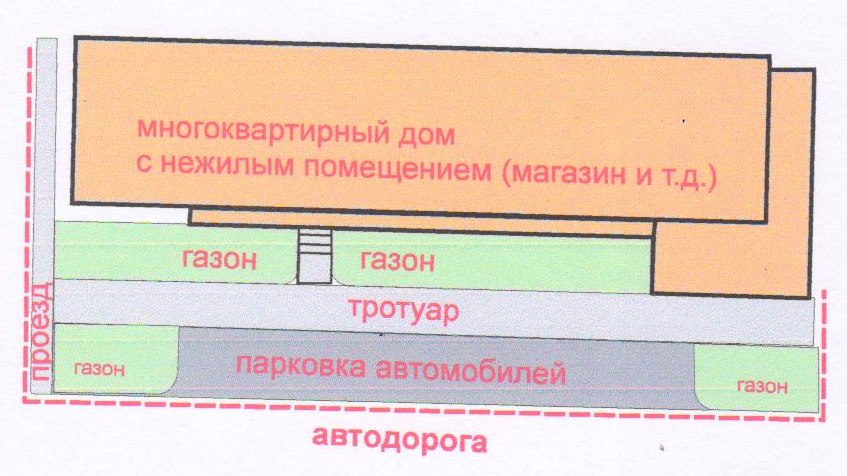 многоквартирный дом
с нежилым помещением (магазин и т.д.)
газон
газон
проезд
тротуар
газон
парковка автомобилей
газон
автодорога